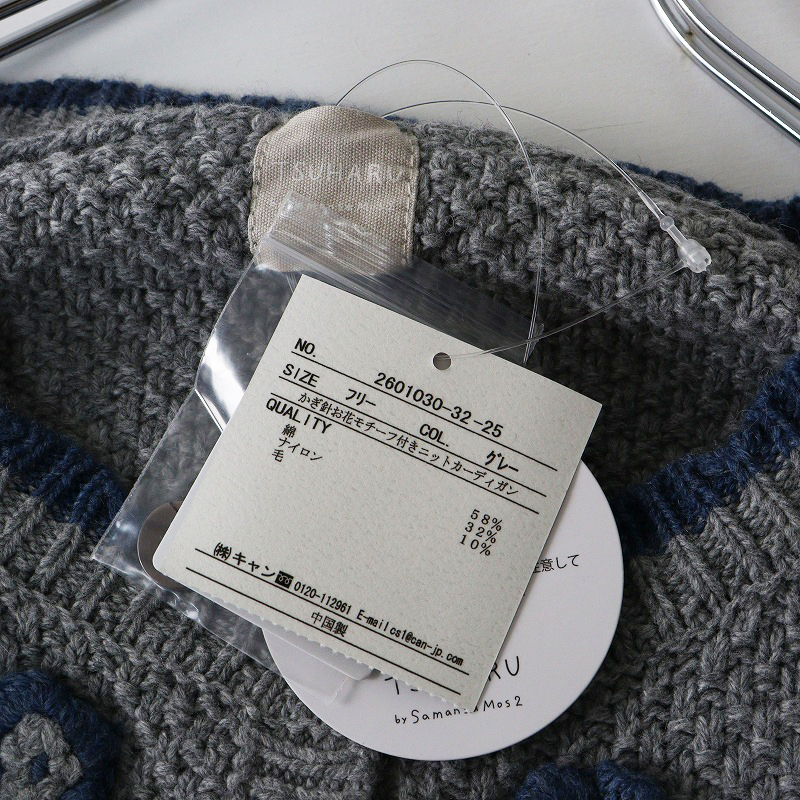 TSUHARU
NO. 2601030-32-25
SIZE フリー COL. グレー
かぎ針お花モチーフ付きニットカーディガン
QUALITY
綿 58%
ナイロン 32%
毛 10%
㈱キャン 0120-112961 E-mailcs1@can-jp.com
中国製
意して
RU
by Saman Mos2